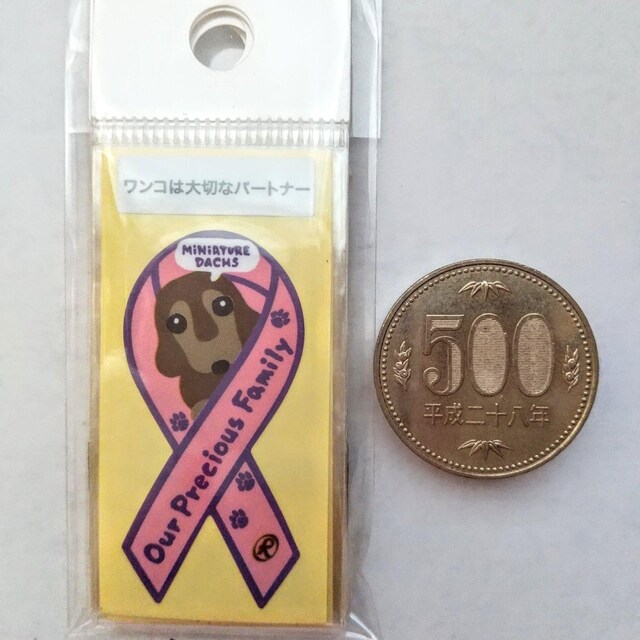 ワンコは大切なパートナー
MINIATURE
DACHS
Our Precious Family
500
平成二十八年